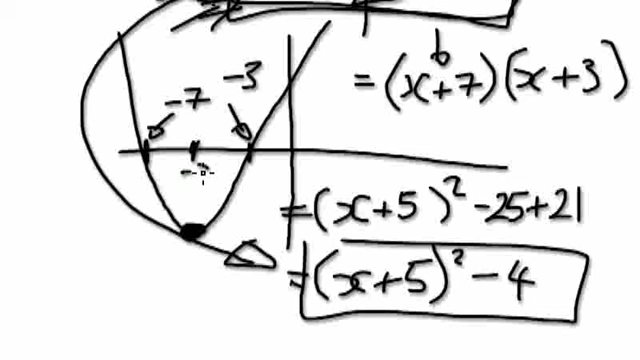 -7 -3
b
= (x+7)(x+3)
= (x+5)² -25+21
= (x+5)² - 4